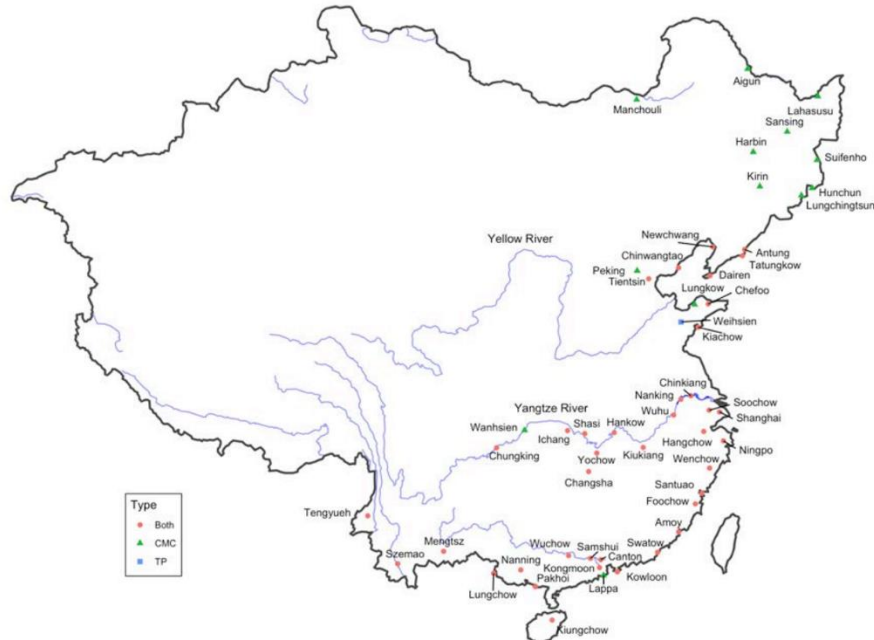 Aigun
Manchouli
Lahasusu
Sansing
Harbin
Suifenho
Kirin
Hunchun
Lungchingtsun
Newchwang
Yellow River
Antung
Chinwangtao
Tatungkow
Peking
Dairen
Tientsin
Lungkow
Chefoo
Weihsien
Kiachow
Chinkiang
Nanking
Soochow
Yangtze River
Wuhu
Shanghai
Wanhsien
Shasi
Hankow
Ichang
Hangchow
Ningpo
Chungking
Yochow
Kiukiang
Wenchow
Changsha
Santuao
Type
Foochow
Both
Tengyueh
Amoy
CMC
Mengtsz
Wuchow
Samshui
Swatow
Canton
TP
Szemao
Nanning
Kongmoon
Kowloon
Pakhoi
Lappa
Lungchow
Kiungchow